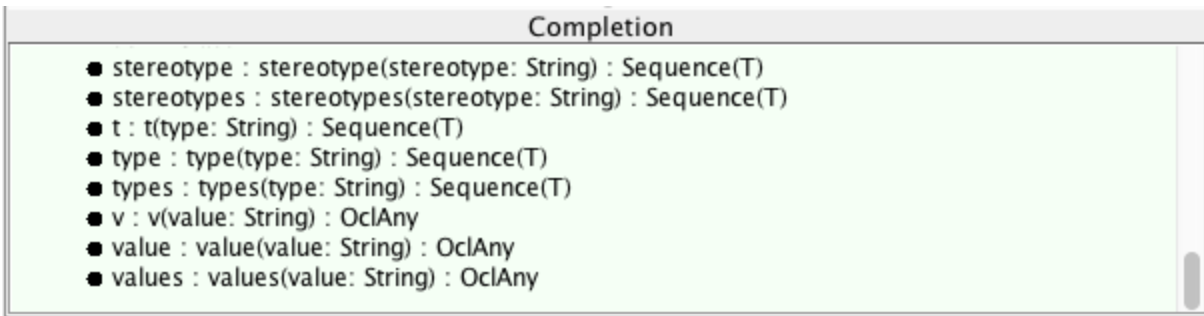 Completion
stereotype : stereotype(stereotype: String) : Sequence(T)
stereotypes : stereotypes(stereotype: String) : Sequence(T)
t : t(type: String) : Sequence(T)
type : type(type: String) : Sequence(T)
types : types(type: String) : Sequence(T)
v : v(value: String) : OclAny
value : value(value: String) : OclAny
values : values(value: String) : OclAny